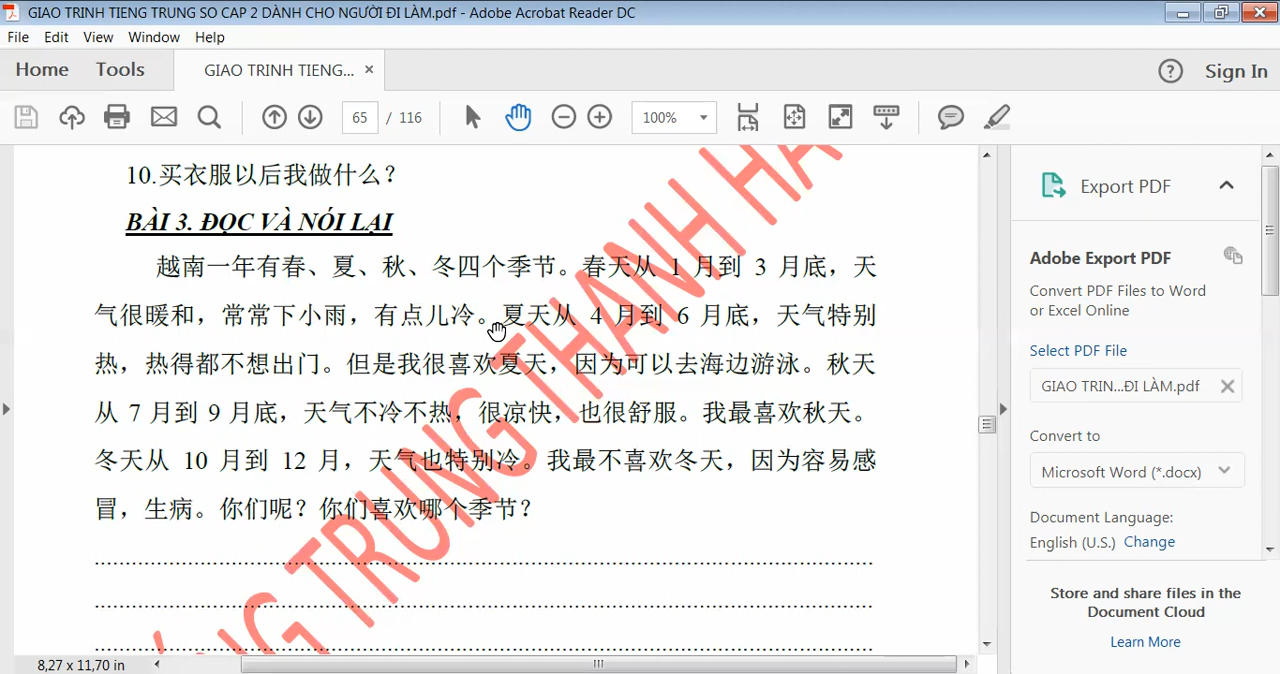 GIAO TRINH TIENG TRUNG SO CAP 2 DÀNH CHO NGƯỜI ĐI LÀM.pdf - Adobe Acrobat Reader DC
File Edit View Window Help
Home Tools GIAO TRINH TIENG... × ? Sign In
65 / 116 100%
10.买衣服以后我做什么?
BÀI 3. ĐỌC VÀ NÓI LẠI
越南一年有春、夏、秋、冬四个季节。春天从 1 月到 3 月底，天
气很暖和，常常下小雨，有点儿冷。夏天从 4 月到 6 月底，天气特别
热，热得都不想出门。但是我很喜欢夏天，因为可以去海边游泳。秋天
从 7 月到 9 月底，天气不冷不热，很凉快，也很舒服。我最喜欢秋天。
冬天从 10 月到 12 月，天气也特别冷。我最不喜欢冬天，因为容易感
冒，生病。你们呢？你们喜欢哪个季节？
................................................................................
................................................................................
................................................................................
TRUNG THANH H
8,27 x 11,70 in
Export PDF
Adobe Export PDF
Convert PDF Files to Word
or Excel Online
Select PDF File
GIAO TRIN...ĐI LÀM.pdf
Convert to
Microsoft Word (*.docx)
Document Language:
English (U.S.) Change
Store and share files in the
Document Cloud
Learn More